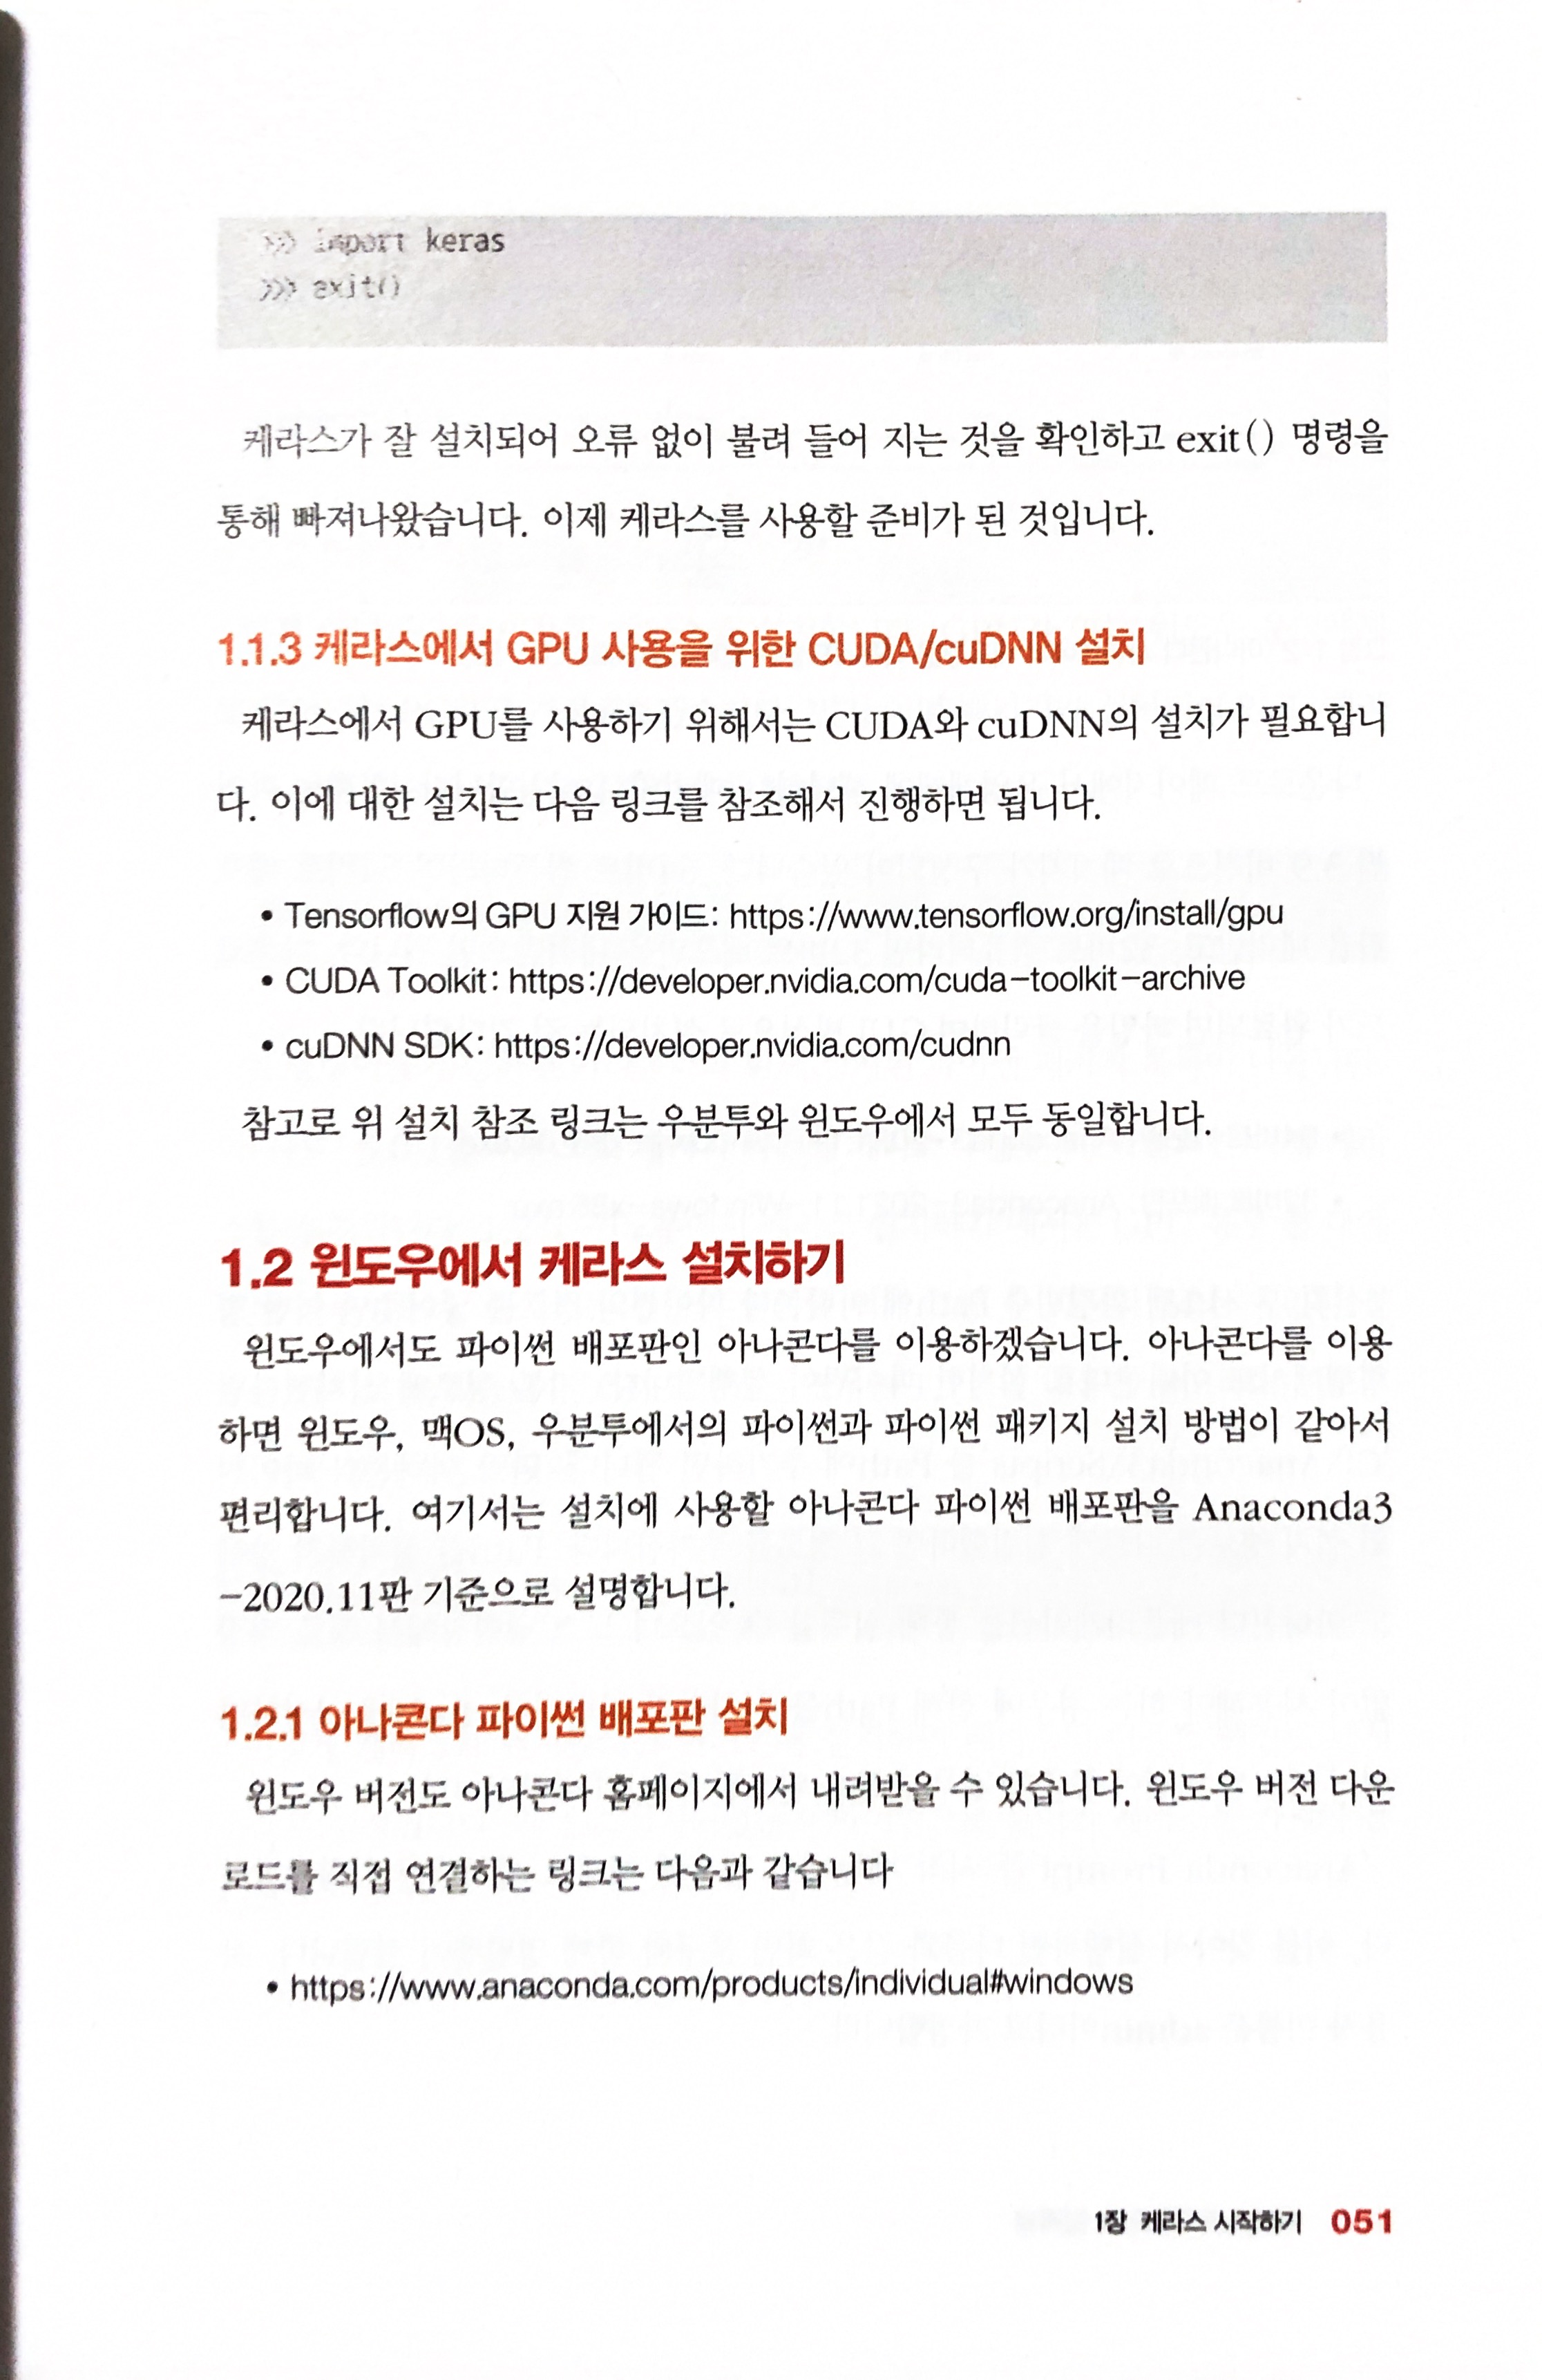 >>> import keras
>>> exit()
케라스가 잘 설치되어 오류 없이 불려 들어 지는 것을 확인하고 exit() 명령을
통해 빠져나왔습니다. 이제 케라스를 사용할 준비가 된 것입니다.
1.1.3 케라스에서 GPU 사용을 위한 CUDA/cuDNN 설치
케라스에서 GPU를 사용하기 위해서는 CUDA와 cuDNN의 설치가 필요합니
다. 이에 대한 설치는 다음 링크를 참조해서 진행하면 됩니다.
• Tensorflow의 GPU 지원 가이드: https://www.tensorflow.org/install/gpu
• CUDA Toolkit: https://developer.nvidia.com/cuda-toolkit-archive
• cuDNN SDK: https://developer.nvidia.com/cudnn
참고로 위 설치 참조 링크는 우분투와 윈도우에서 모두 동일합니다.
1.2 윈도우에서 케라스 설치하기
윈도우에서도 파이썬 배포판인 아나콘다를 이용하겠습니다. 아나콘다를 이용
하면 윈도우, 맥OS, 우분투에서의 파이썬과 파이썬 패키지 설치 방법이 같아서
편리합니다. 여기서는 설치에 사용할 아나콘다 파이썬 배포판을 Anaconda3
-2020.11판 기준으로 설명합니다.
1.2.1 아나콘다 파이썬 배포판 설치
윈도우 버전도 아나콘다 홈페이지에서 내려받을 수 있습니다. 윈도우 버전 다운
로드를 직접 연결하는 링크는 다음과 같습니다
• https://www.anaconda.com/products/individual#windows
1장 케라스 시작하기 051